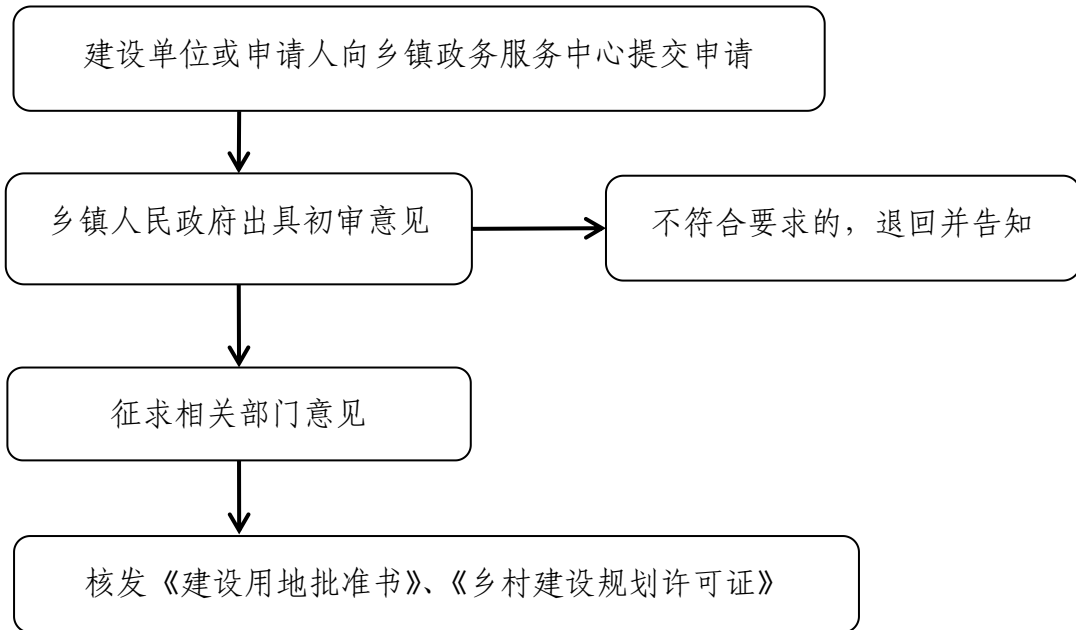 建设单位或申请人向乡镇政务服务中心提交申请
乡镇人民政府出具初审意见
不符合要求的，退回并告知
征求相关部门意见
核发《建设用地批准书》、《乡村建设规划许可证》